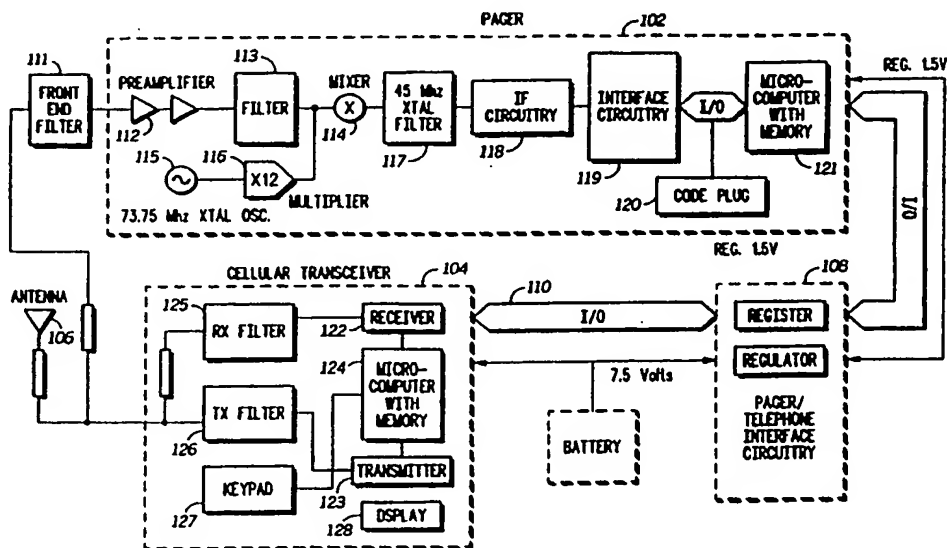 PAGER
102
111
FRONT
END
FILTER
PREAMPLIFIER
112
113
FILTER
MIXER
X
114
45 Mhz
XTAL
FILTER
117
IF
CIRCUITRY
118
INTERFACE
CIRCUITRY
119
I/O
MICRO-
COMPUTER
WITH
MEMORY
121
REG. 1.5V
115
116
X12
MULTIPLIER
73.75 Mhz XTAL OSC.
120
CODE PLUG
I/O
REG. 1.5V
CELLULAR TRANSCEIVER
104
110
108
ANTENNA
106
125
RX FILTER
RECEIVER
122
I/O
REGISTER
124
MICRO-
COMPUTER
WITH
MEMORY
7.5 Volts
REGULATOR
TX FILTER
126
BATTERY
PAGER/
TELEPHONE
INTERFACE
CIRCUITRY
KEYPAD
127
TRANSMITTER
123
DSPLAY
128